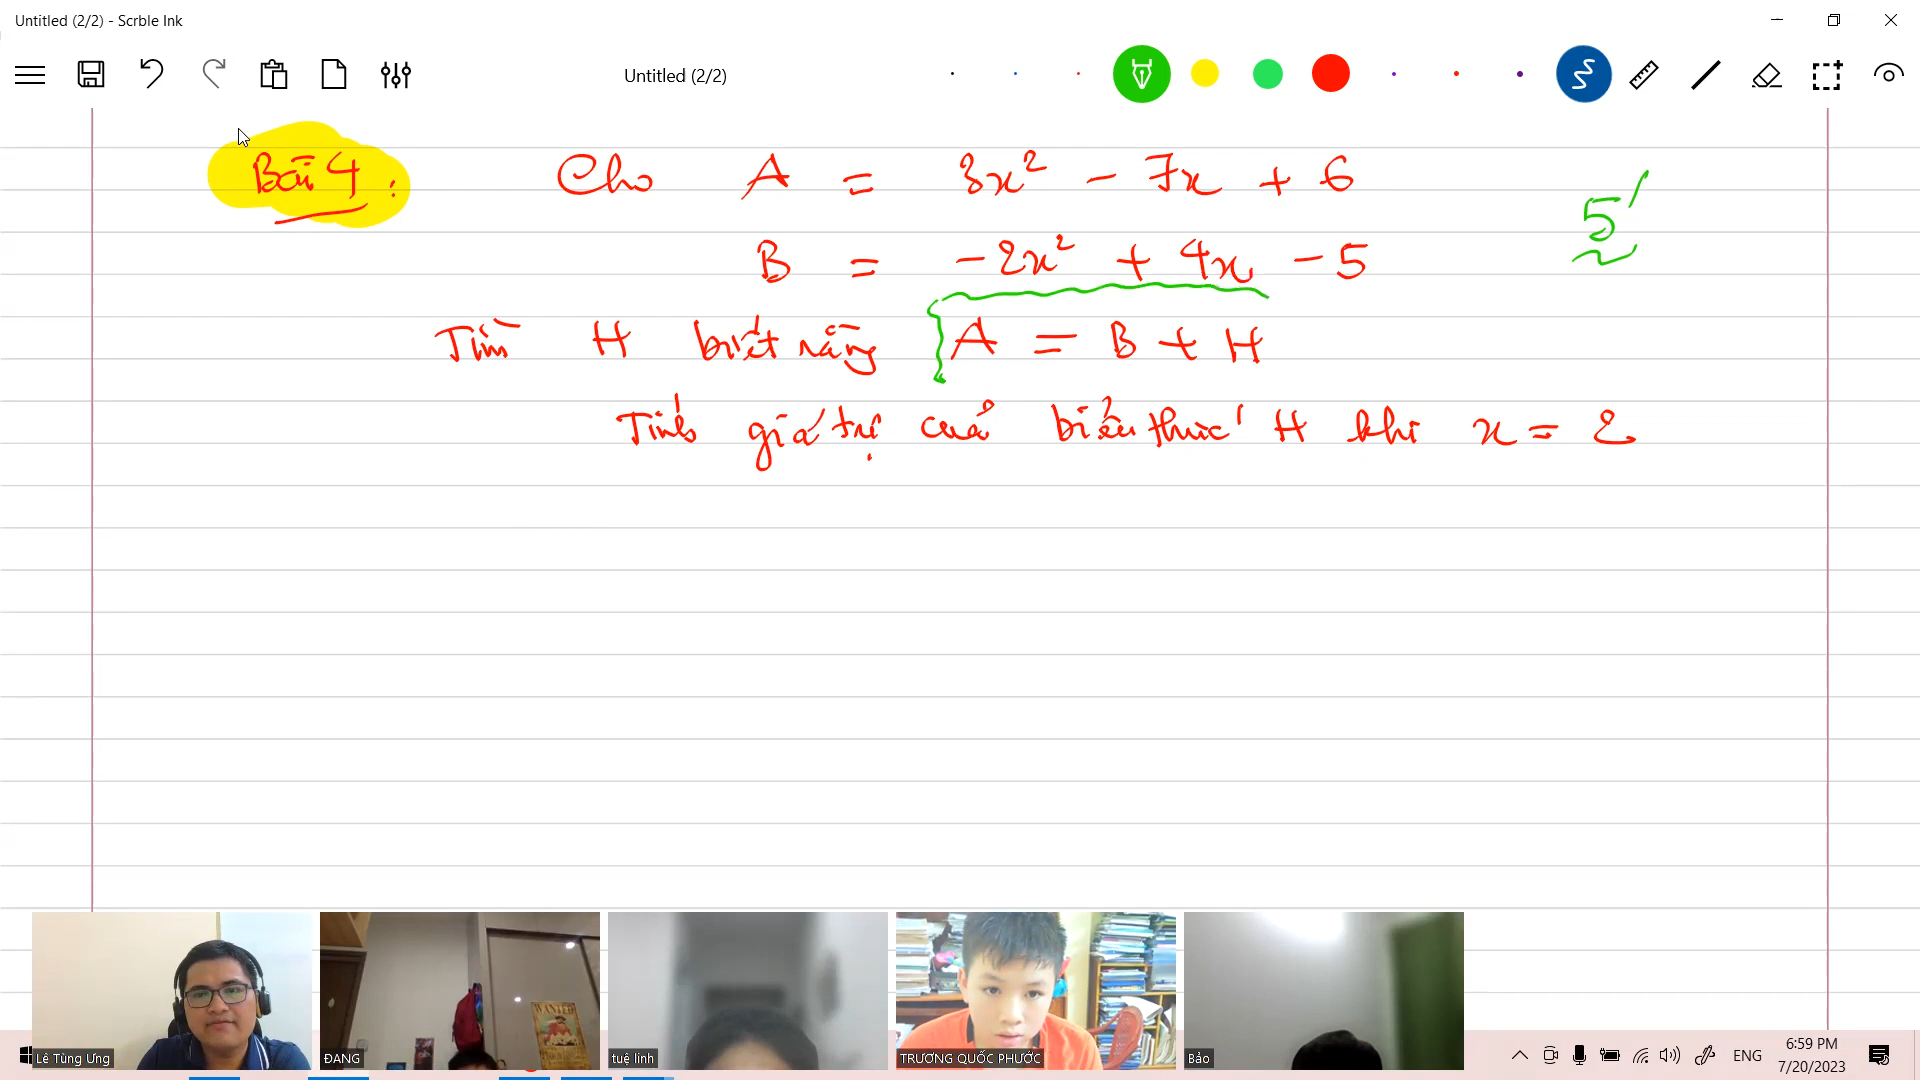 Untitled (2/2) - Scrble Ink
Untitled (2/2)
Bài 4: Cho A = 3x² - 7x + 6
5'
B = -2x² + 4x - 5
Tìm H biết rằng A = B + H
Tính giá trị của biểu thức H khi x = 2
WANTED
Lê Tùng Ưng
ĐANG
tuệ linh
TRƯƠNG QUỐC PHƯỚC
Bảo
ENG
6:59 PM
7/20/2023